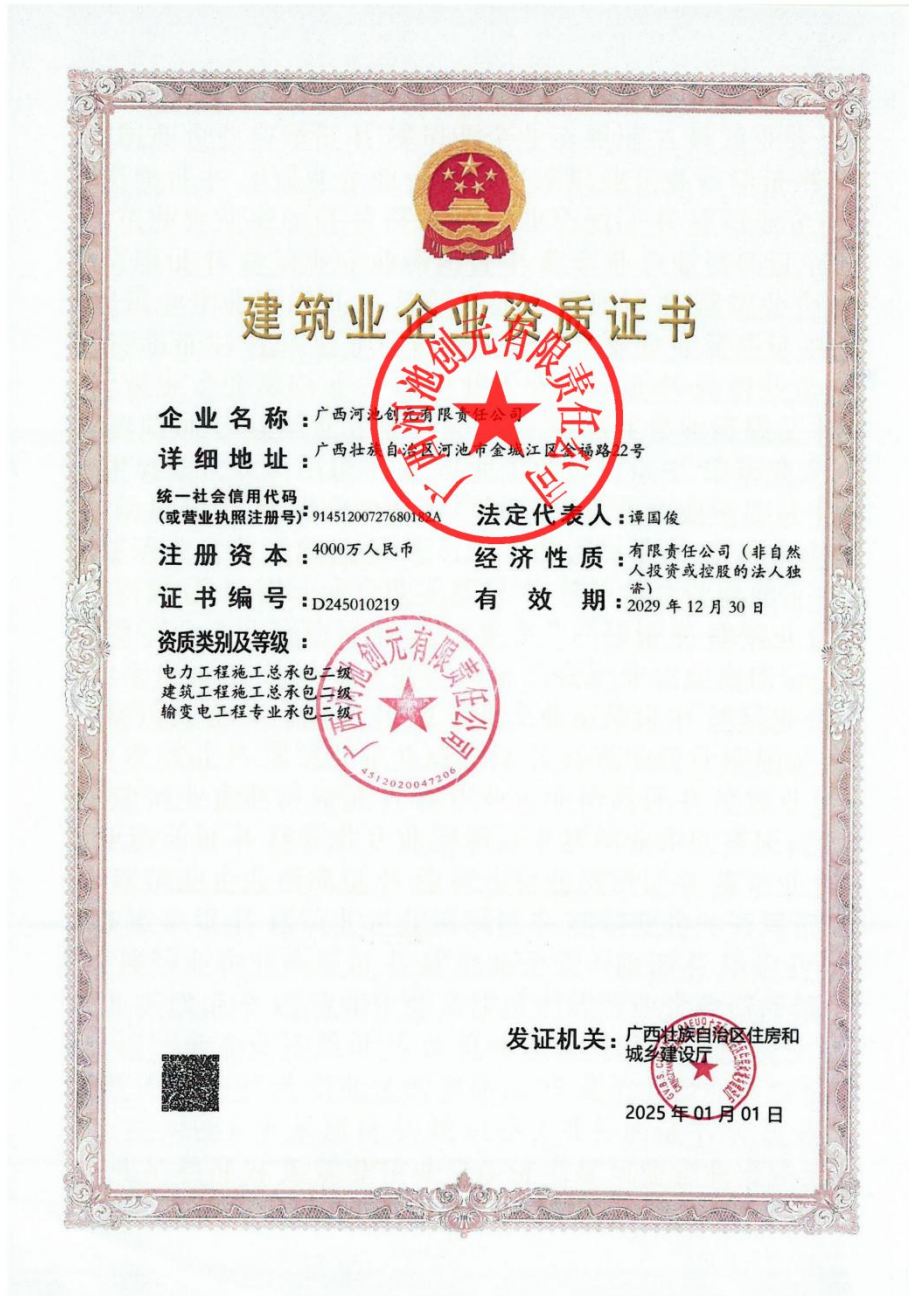 建筑业企业资质证书
企业名称：广西河池创元有限责任公司
详细地址：广西壮族自治区河池市金城江区金福路22号
统一社会信用代码
(或营业执照注册号)：91451200727680182A
法定代表人：谭国俊
注册资本：4000万人民币
经济性质：有限责任公司（非自然
人投资或控股的法人独
资）
证书编号：D245010219
有效期：2029年12月30日
资质类别及等级：
电力工程施工总承包二级
建筑工程施工总承包二级
输变电工程专业承包二级
广西河池创元有限责任公司
广西河池创元有限责任公司
4512020047206
发证机关：广西壮族自治区住房和
城乡建设厅
2025年01月01日